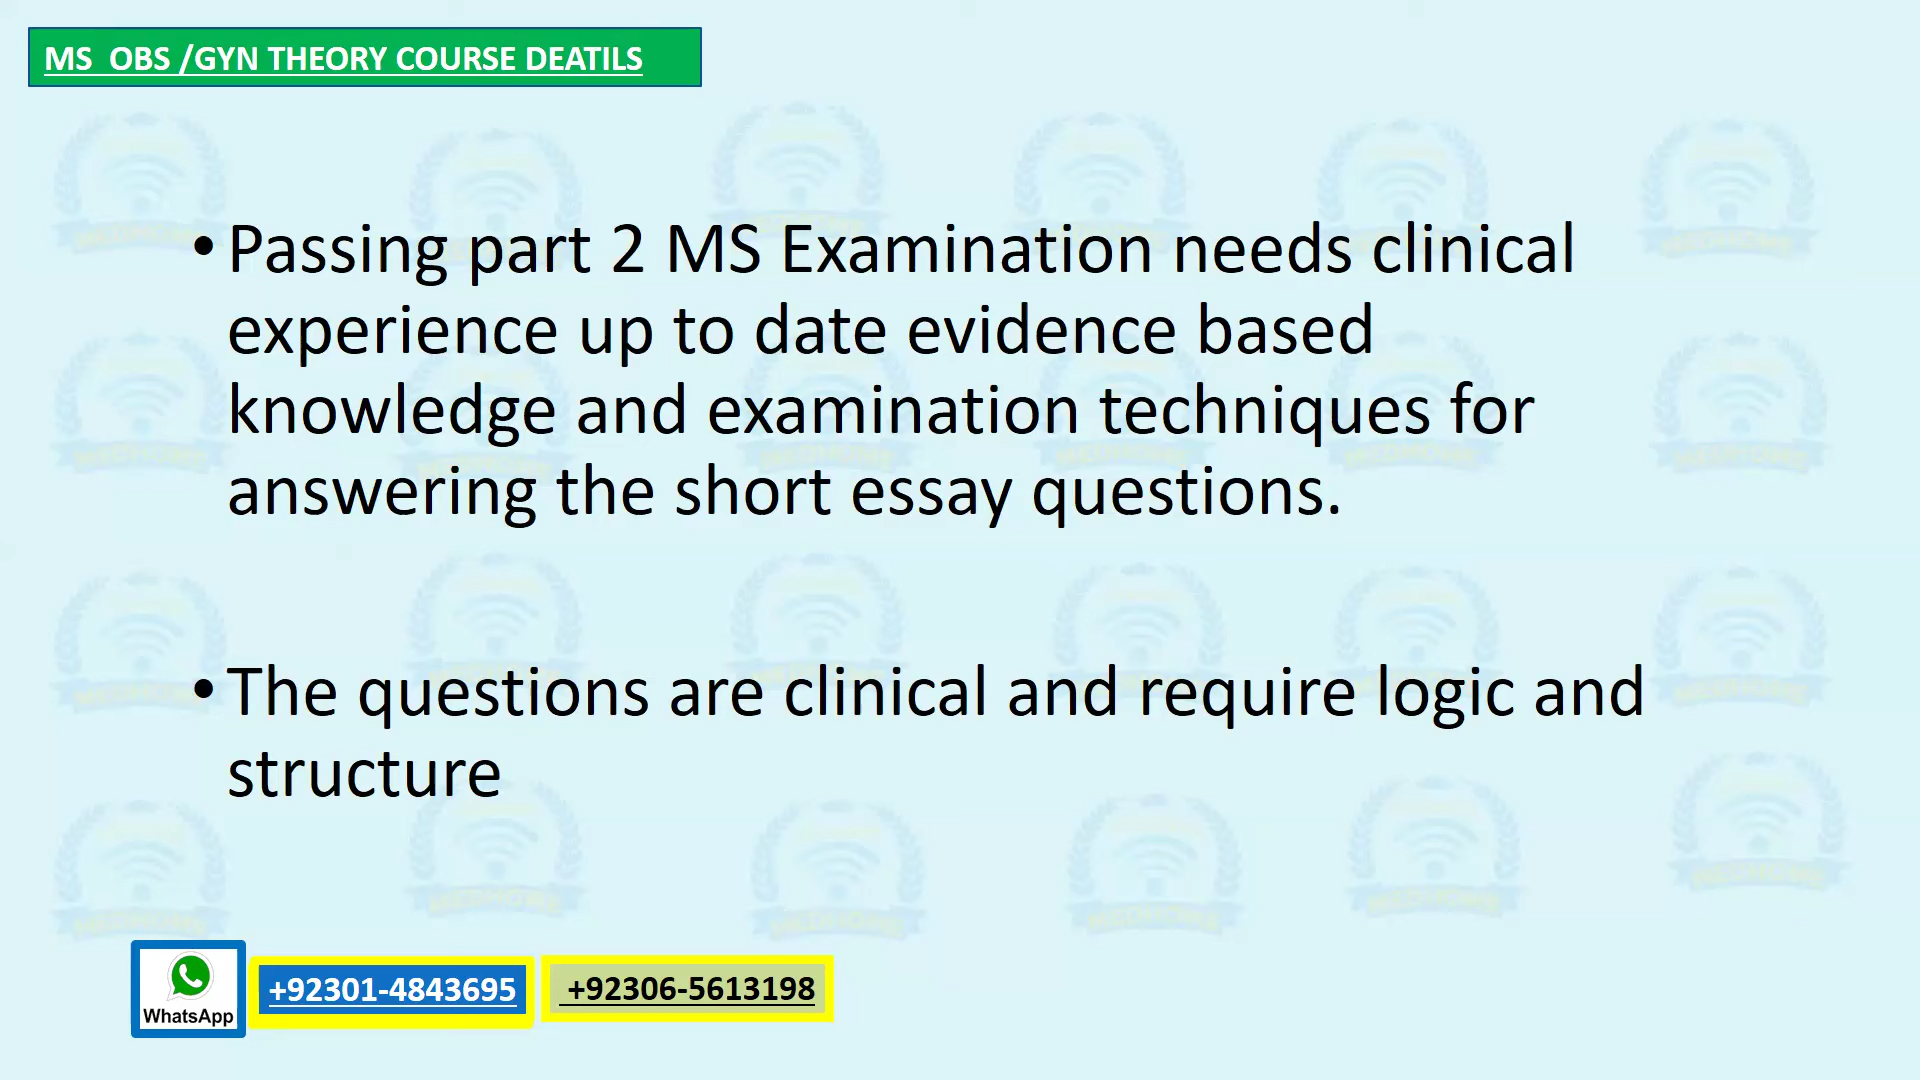 MS OBS /GYN THEORY COURSE DEATILS
• Passing part 2 MS Examination needs clinical
experience up to date evidence based
knowledge and examination techniques for
answering the short essay questions.
• The questions are clinical and require logic and
structure
WhatsApp
+92301-4843695
+92306-5613198
MEDHOME